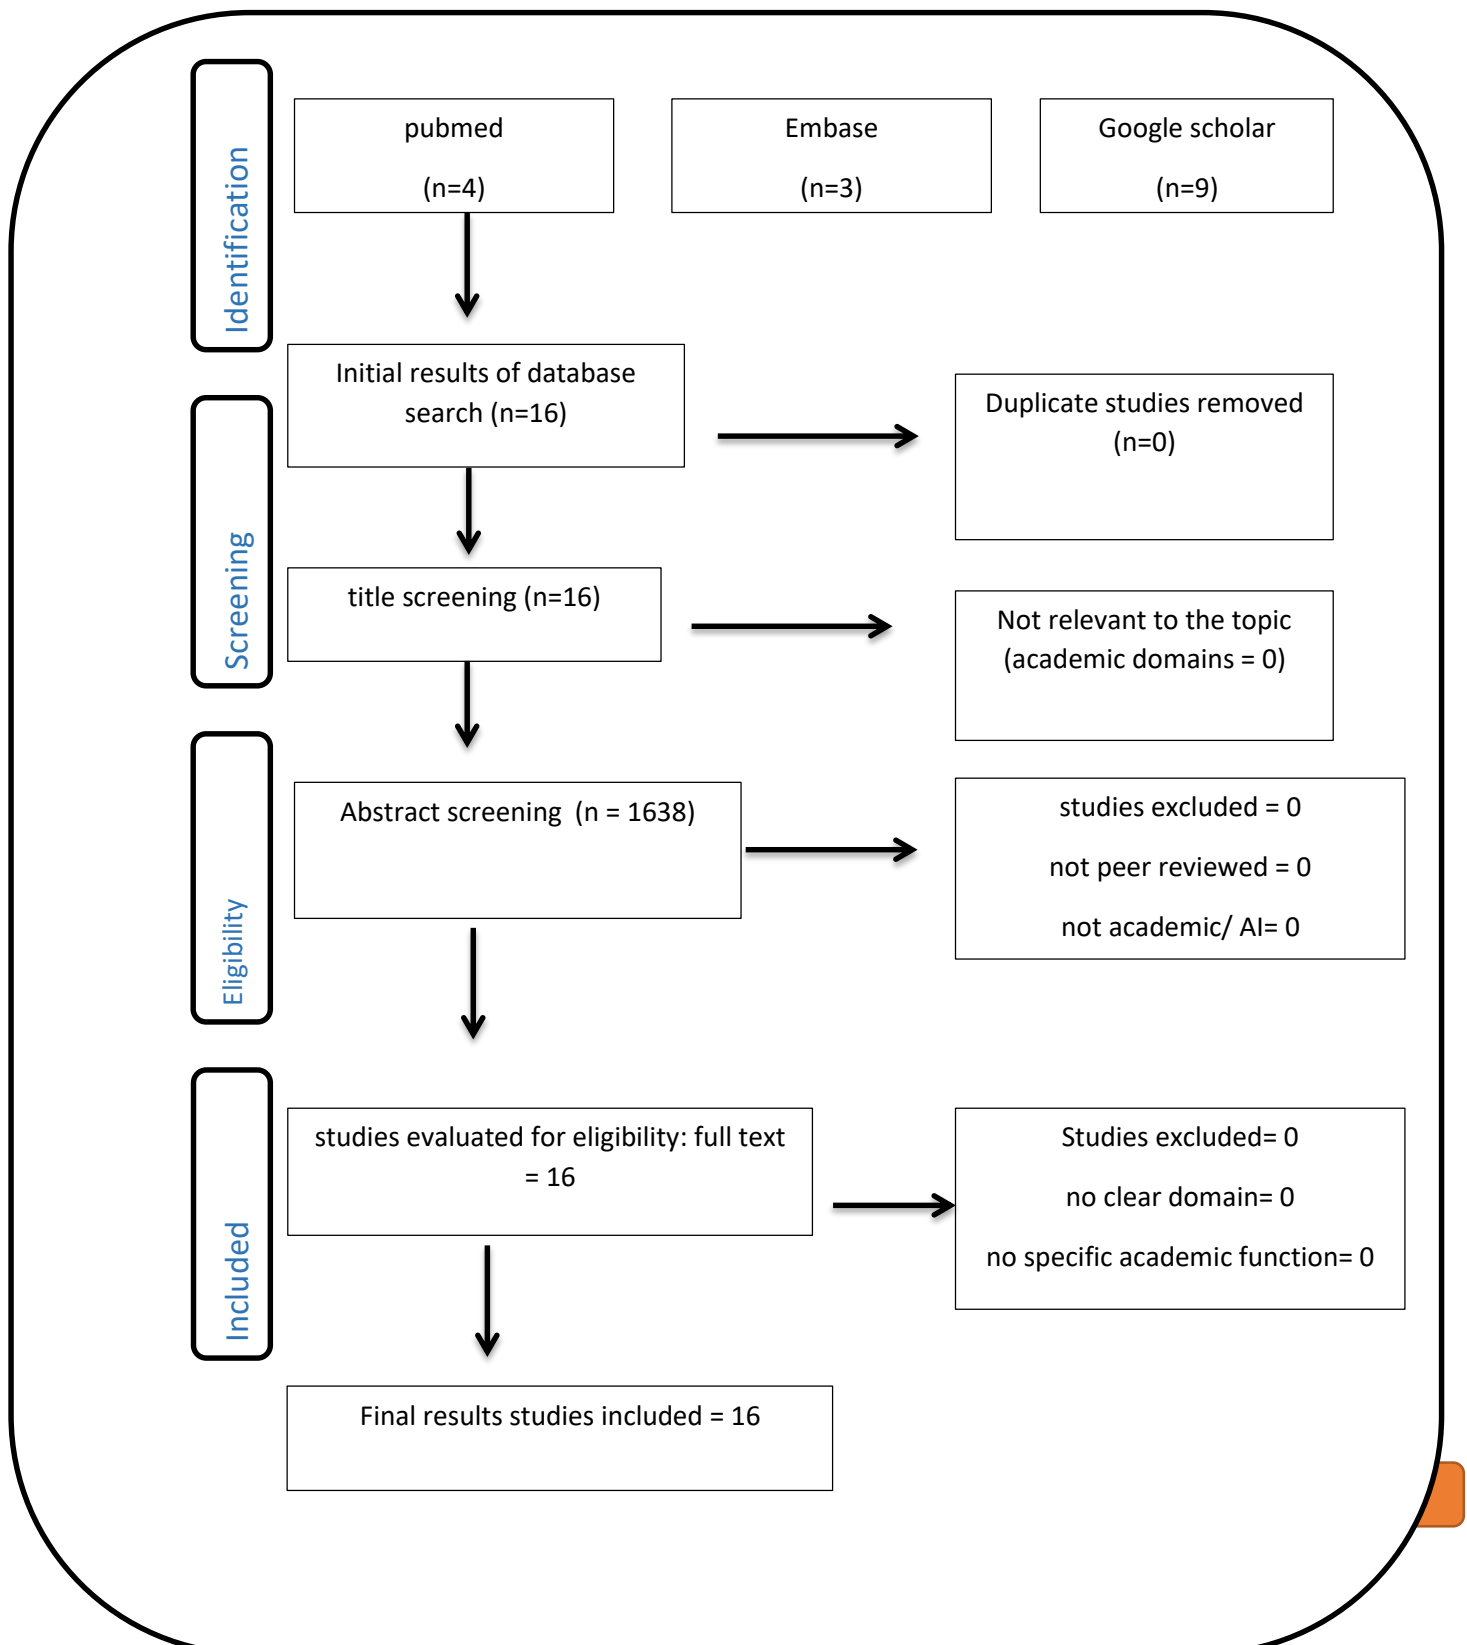 Identification
pubmed
(n=4)
Embase
(n=3)
Google scholar
(n=9)
Initial results of database
search (n=16)
Duplicate studies removed
(n=0)
Screening
title screening (n=16)
Not relevant to the topic
(academic domains = 0)
Eligibility
Abstract screening  (n = 1638)
studies excluded = 0
not peer reviewed = 0
not academic/ AI= 0
Included
studies evaluated for eligibility: full text
= 16
Studies excluded= 0
no clear domain= 0
no specific academic function= 0
Final results studies included = 16